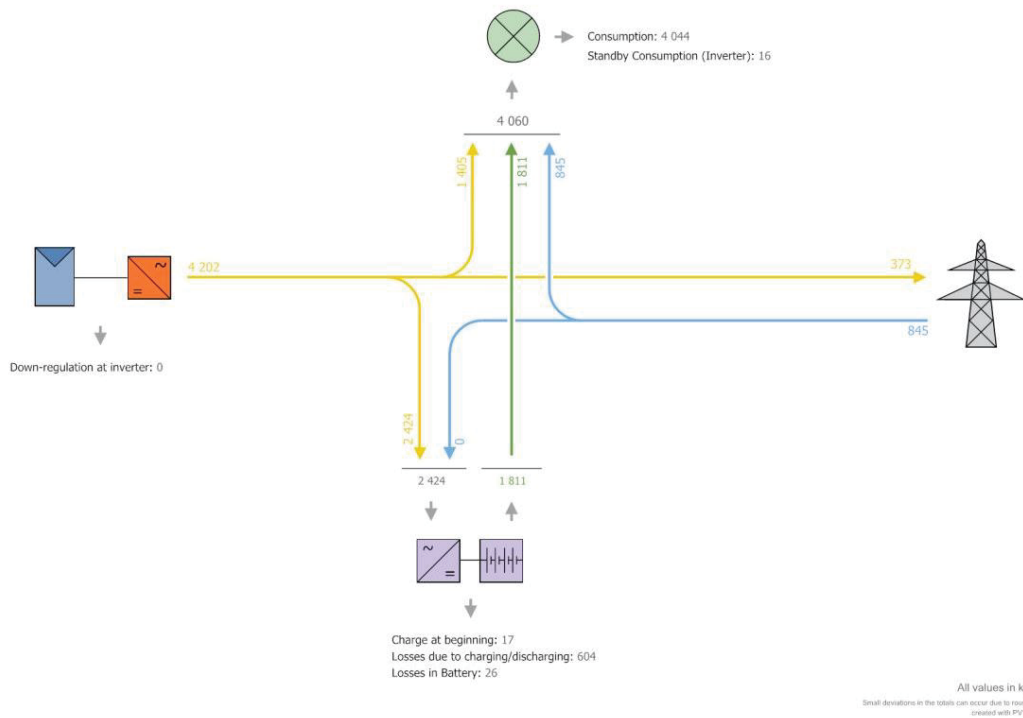 Consumption: 4 044
Standby Consumption (Inverter): 16
4 060
1 405
1 811
845
4 202
373
845
Down-regulation at inverter: 0
2 424
0
2 424
1 811
~
=
~
=
Charge at beginning: 17
Losses due to charging/discharging: 604
Losses in Battery: 26
All values in k
Small deviations in the totals can occur due to rou
created with PV